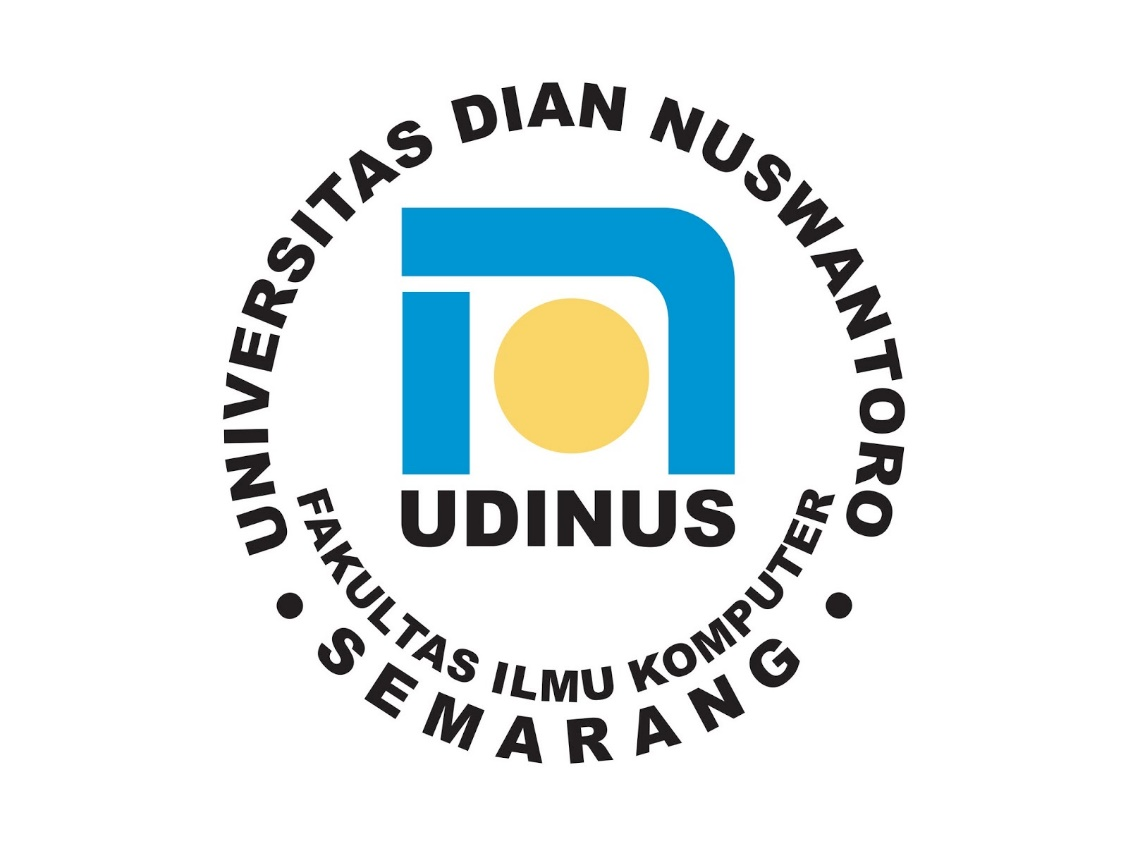 UNIVERSITAS DIAN NUSWANTORO
UDINUS
FAKULTAS ILMU KOMPUTER
• SEMARANG •